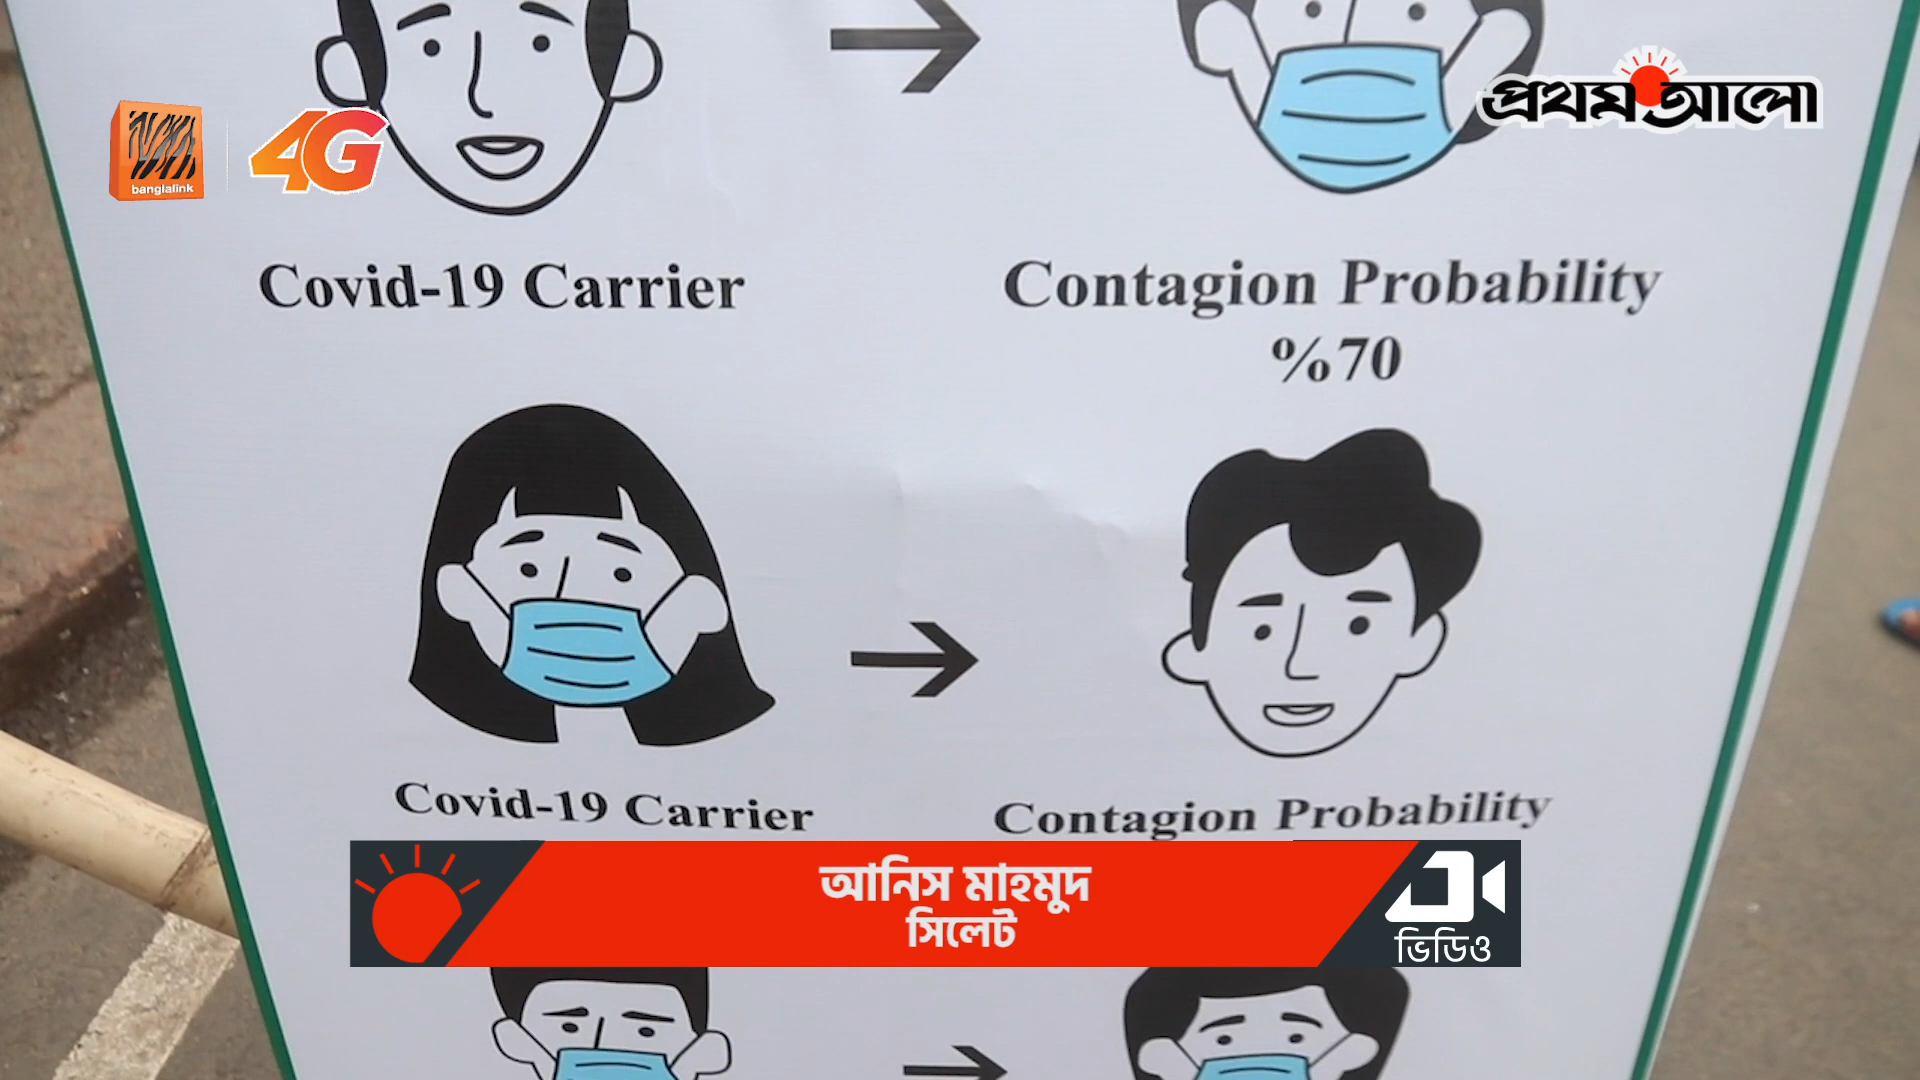 banglalink
4G
প্রথম আলো
Covid-19 Carrier
Contagion Probability
%70
Covid-19 Carrier
Contagion Probability
আনিস মাহমুদ
সিলেট
ভিডিও